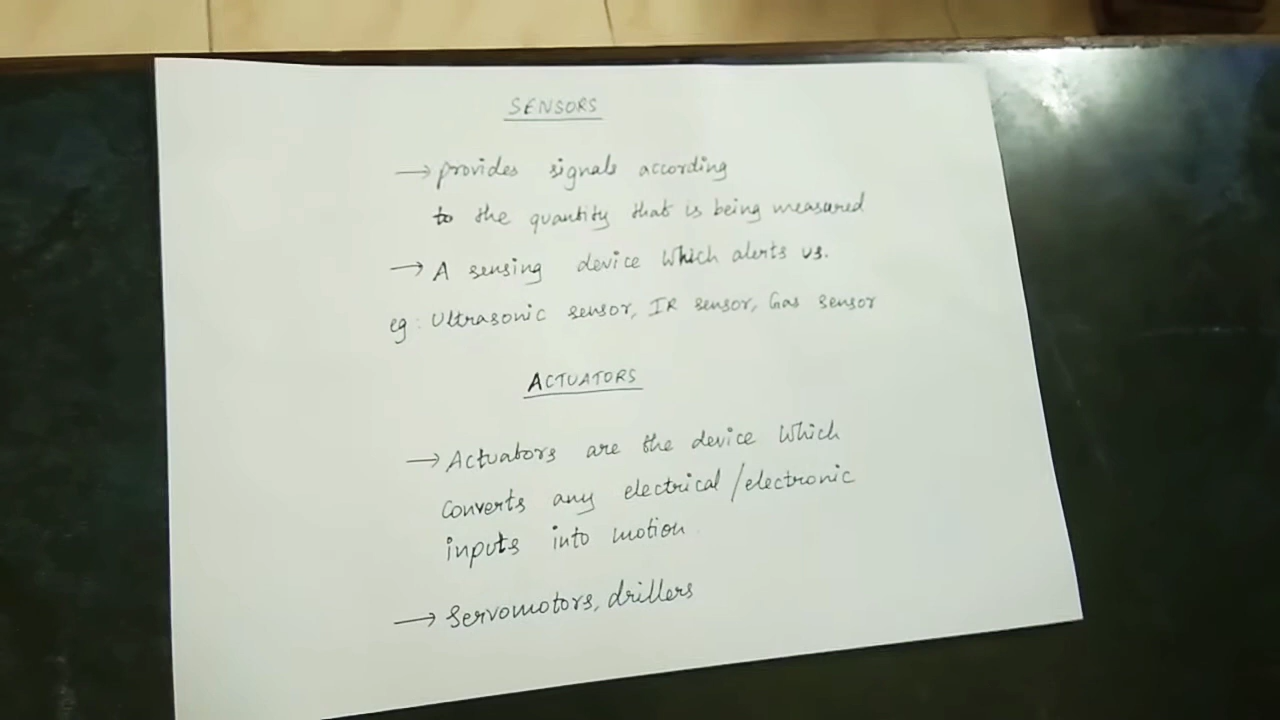 SENSORS
→ provides signals according
to the quantity that is being measured
→ A sensing device which alerts us.
eg: Ultrasonic sensor, IR sensor, Gas sensor
ACTUATORS
→ Actuators are the device which
converts any electrical/electronic
inputs into motion
→ Servomotors, drillers